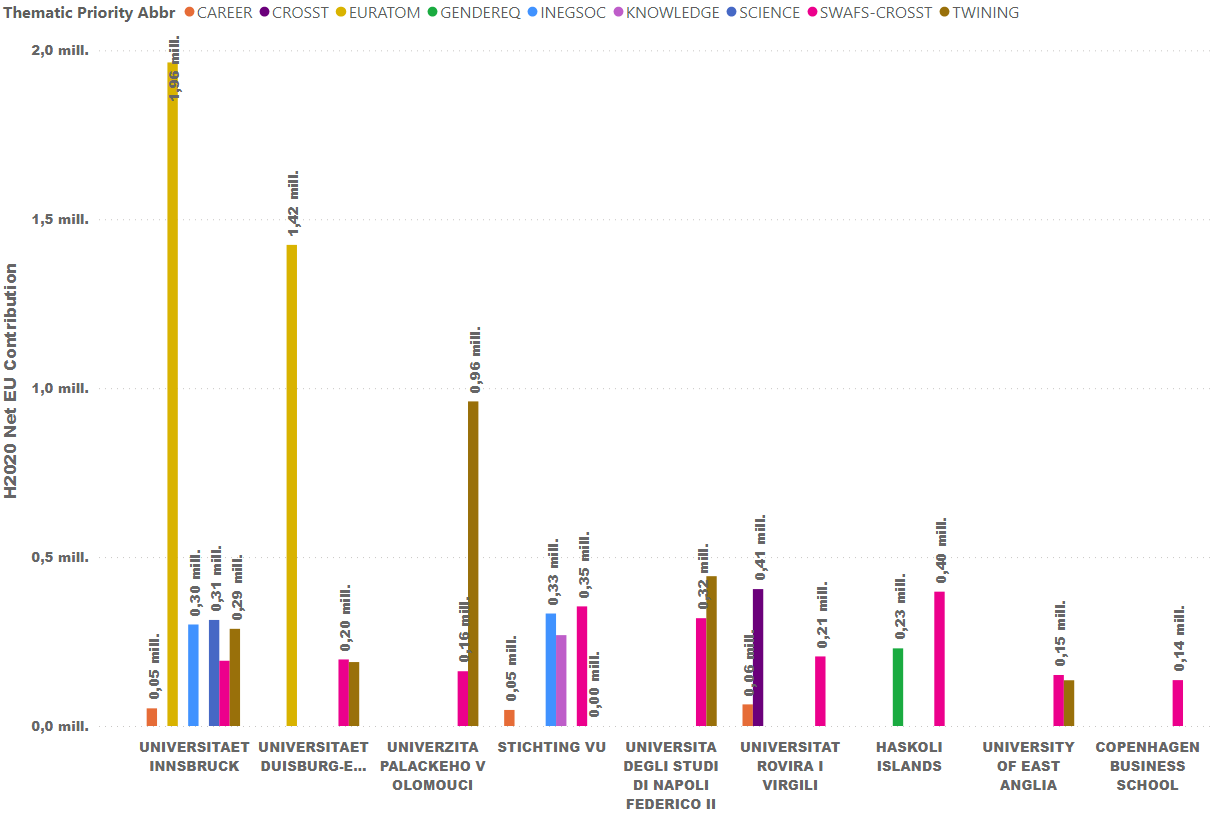 Thematic Priority Abbr CAREER CROSST EURATOM GENDEREQ INEGSOC KNOWLEDGE SCIENCE SWAFS-CROSST TWINING
H2020 Net EU Contribution
2,0 mill.
1,5 mill.
1,0 mill.
0,5 mill.
0,0 mill.
0,05 mill.
1,96 mill.
0,30 mill.
0,31 mill.
0,29 mill.
1,42 mill.
0,20 mill.
0,16 mill.
0,96 mill.
0,05 mill.
0,33 mill.
0,35 mill.
0,00 mill.
0,32 mill.
0,06 mill.
0,41 mill.
0,21 mill.
0,23 mill.
0,40 mill.
0,15 mill.
0,14 mill.
UNIVERSITAET
INNSBRUCK
UNIVERSITAET
DUISBURG-E...
UNIVERZITA
PALACKEHO V
OLOMOUCI
STICHTING VU
UNIVERSITA
DEGLI STUDI
DI NAPOLI
FEDERICO II
UNIVERSITAT
ROVIRA I
VIRGILI
HASKOLI
ISLANDS
UNIVERSITY
OF EAST
ANGLIA
COPENHAGEN
BUSINESS
SCHOOL